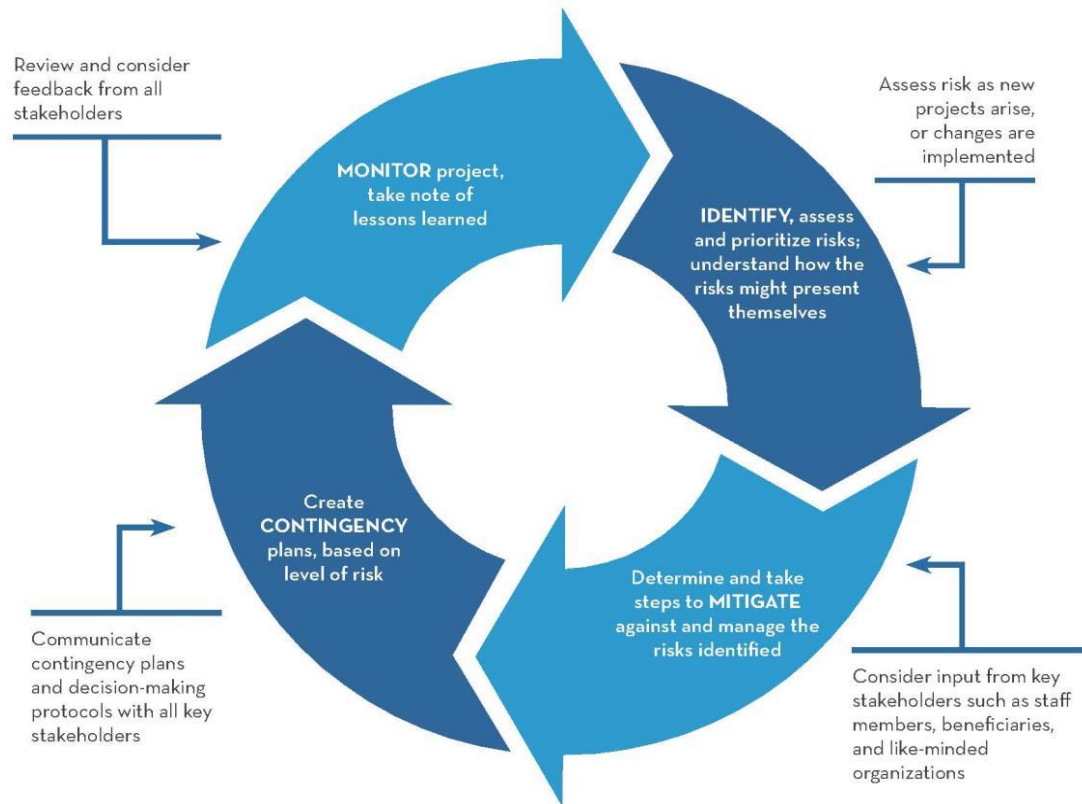 Review and consider
feedback from all
stakeholders
MONITOR project,
take note of
lessons learned
Assess risk as new
projects arise,
or changes are
implemented
IDENTIFY, assess
and prioritize risks;
understand how the
risks might present
themselves
Determine and take
steps to MITIGATE
against and manage the
risks identified
Consider input from key
stakeholders such as staff
members, beneficiaries,
and like-minded
organizations
Create
CONTINGENCY
plans, based on
level of risk
Communicate
contingency plans
and decision-making
protocols with all key
stakeholders